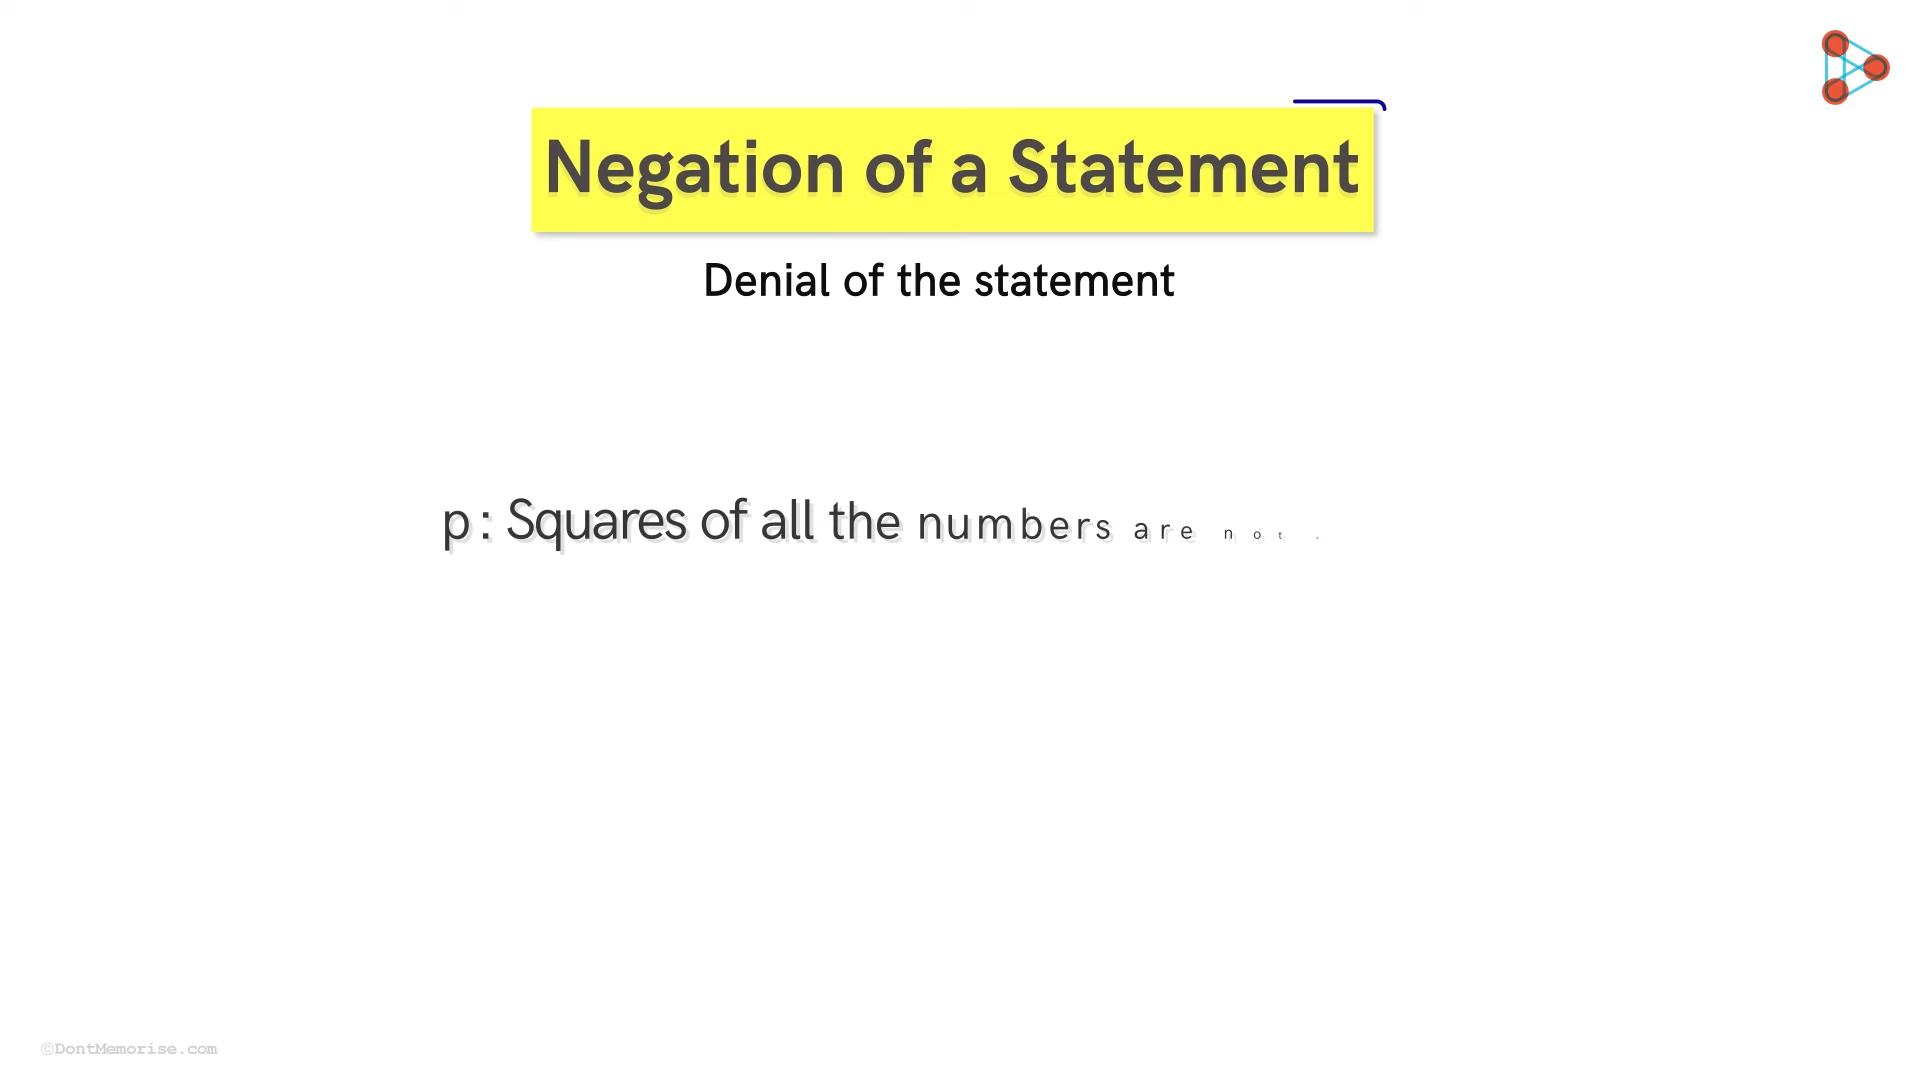 Negation of a Statement
Denial of the statement
p : Squares of all the numbers are not
©DontMemorise.com